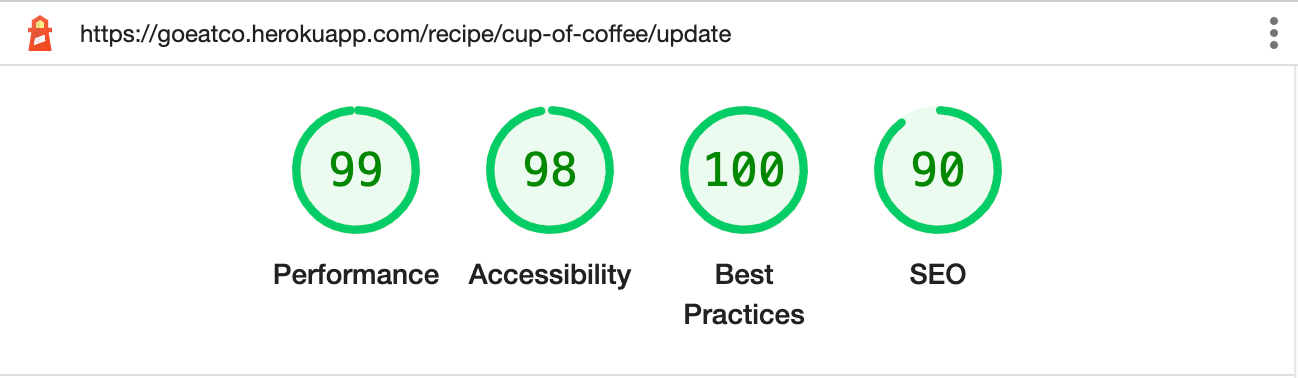 https://goeatco.herokuapp.com/recipe/cup-of-coffee/update
99
98
100
90
Performance
Accessibility
Best
Practices
SEO